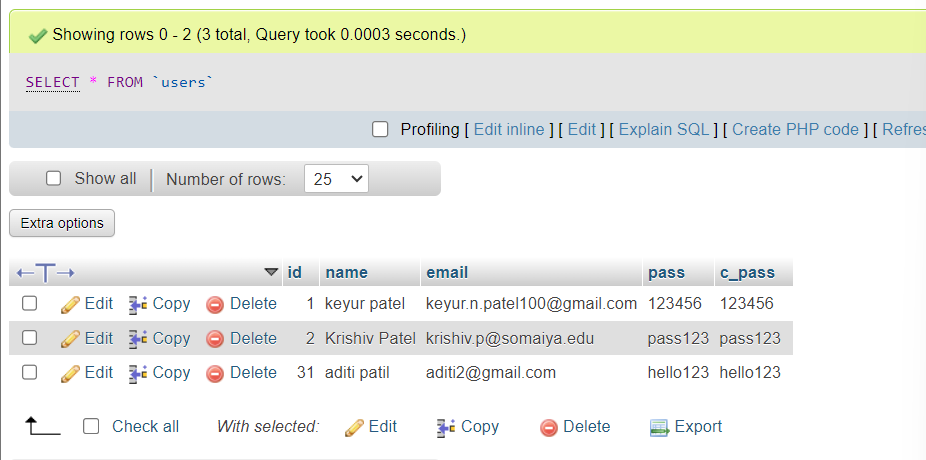 Showing rows 0 - 2 (3 total, Query took 0.0003 seconds.)
SELECT * FROM `users`
Profiling [ Edit inline ] [ Edit ] [ Explain SQL ] [ Create PHP code ] [ Refres
Show all Number of rows: 25
Extra options
id name email pass c_pass
Edit Copy Delete 1 keyur patel keyur.n.patel100@gmail.com 123456 123456
Edit Copy Delete 2 Krishiv Patel krishiv.p@somaiya.edu pass123 pass123
Edit Copy Delete 31 aditi patil aditi2@gmail.com hello123 hello123
Check all With selected: Edit Copy Delete Export